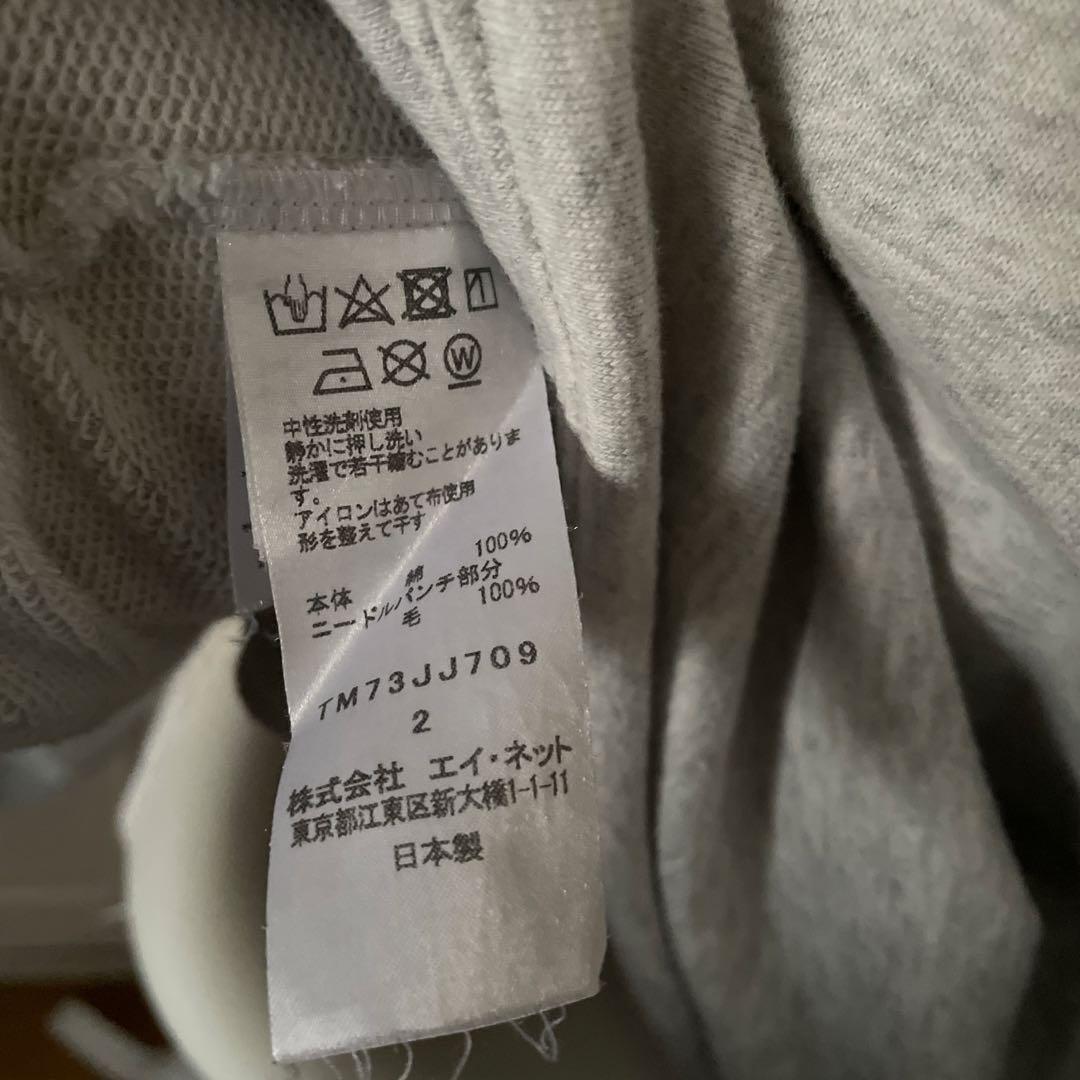 W
中性洗剤使用
静かに押し洗い
洗濯で若干縮むことがありま
す。
アイロンはあて布使用
形を整えて干す
本体 綿 100%
ニードルパンチ部分
毛 100%
TM73JJ709
2
株式会社 エイ・ネット
東京都江東区新大橋1-1-11
日本製